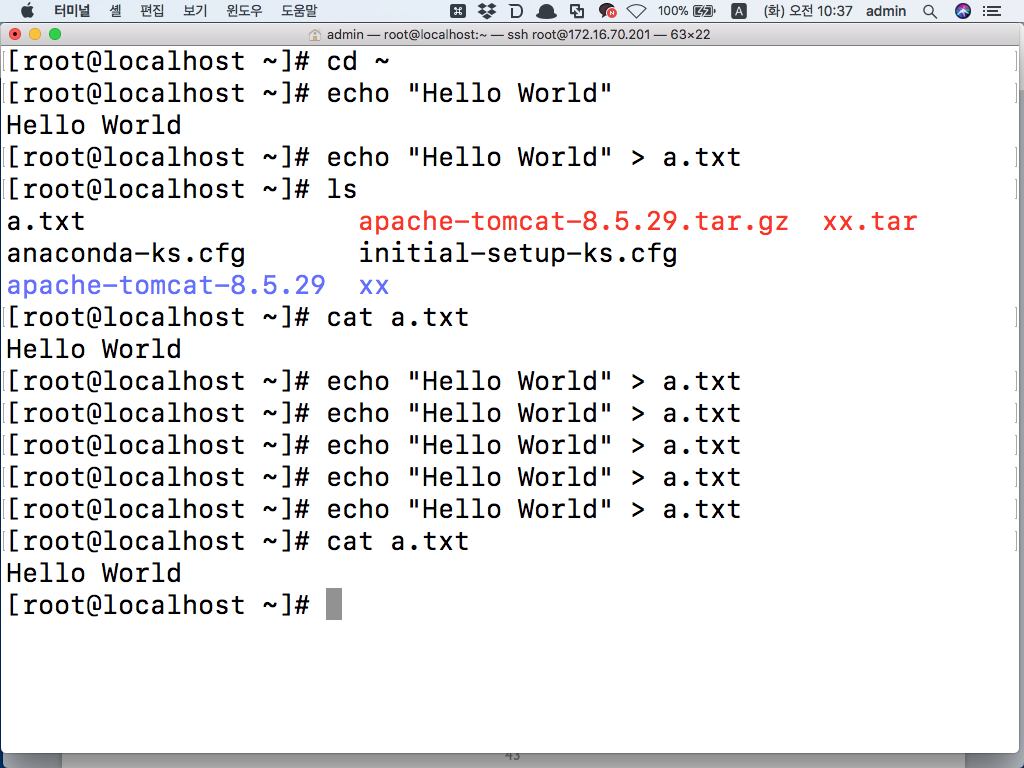 터미널 셸 편집 보기 윈도우 도움말 100% A (화) 오전 10:37 admin
admin — root@localhost:~ — ssh root@172.16.70.201 — 63×22
[root@localhost ~]# cd ~
[root@localhost ~]# echo "Hello World"
Hello World
[root@localhost ~]# echo "Hello World" > a.txt
[root@localhost ~]# ls
a.txt apache-tomcat-8.5.29.tar.gz xx.tar
anaconda-ks.cfg initial-setup-ks.cfg
apache-tomcat-8.5.29 xx
[root@localhost ~]# cat a.txt
Hello World
[root@localhost ~]# echo "Hello World" > a.txt
[root@localhost ~]# echo "Hello World" > a.txt
[root@localhost ~]# echo "Hello World" > a.txt
[root@localhost ~]# echo "Hello World" > a.txt
[root@localhost ~]# echo "Hello World" > a.txt
[root@localhost ~]# cat a.txt
Hello World
[root@localhost ~]#
43